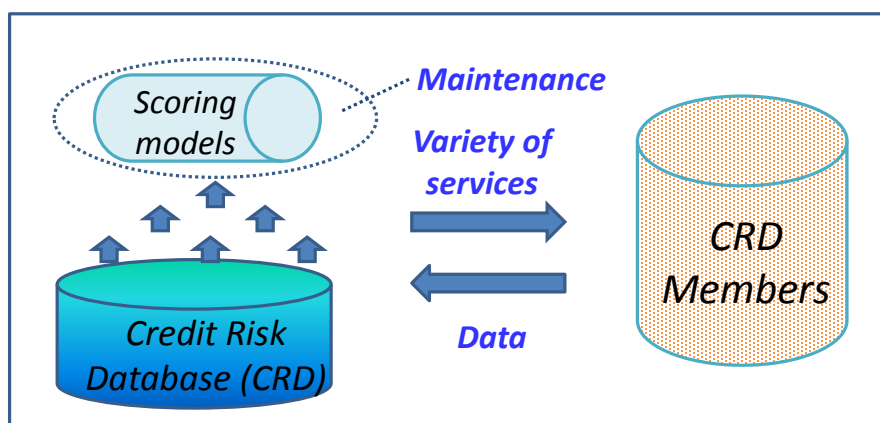 Scoring
models
Maintenance
Variety of
services
CRD
Members
Credit Risk
Database (CRD)
Data